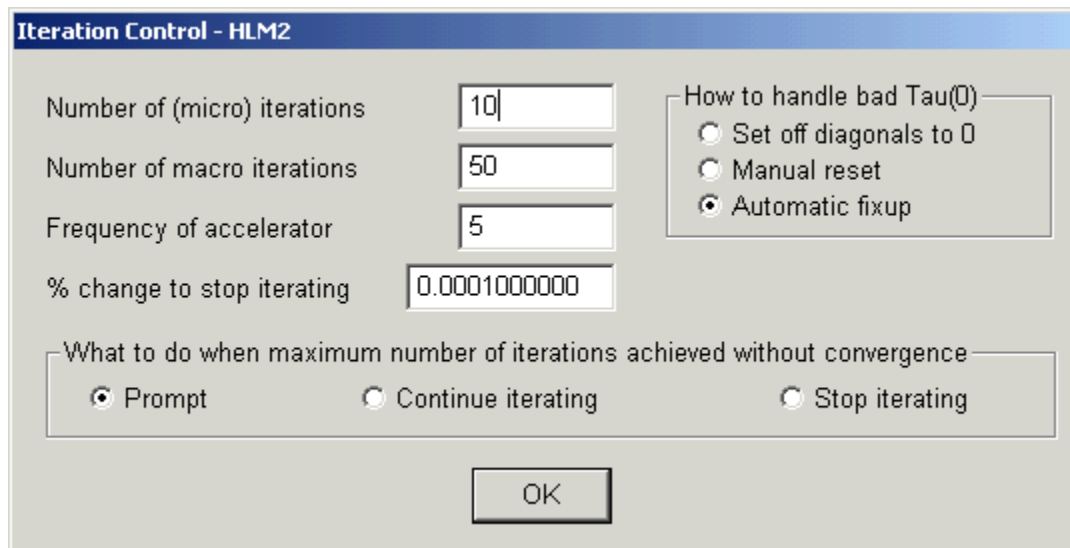 Iteration Control - HLM2
Number of (micro) iterations 10
Number of macro iterations 50
Frequency of accelerator 5
% change to stop iterating 0.0001000000
How to handle bad Tau(0)
Set off diagonals to 0
Manual reset
Automatic fixup
What to do when maximum number of iterations achieved without convergence
Prompt Continue iterating Stop iterating
OK